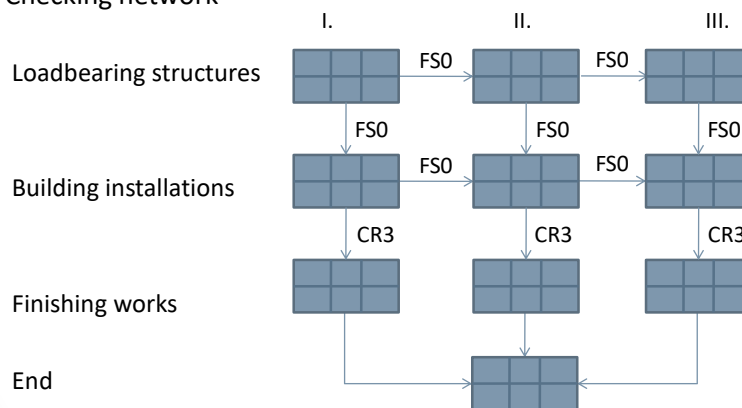 Checking network
I. II. III.
Loadbearing structures
FS0 FS0
FS0 FS0 FS0
Building installations
FS0 FS0
CR3 CR3 CR3
Finishing works
End